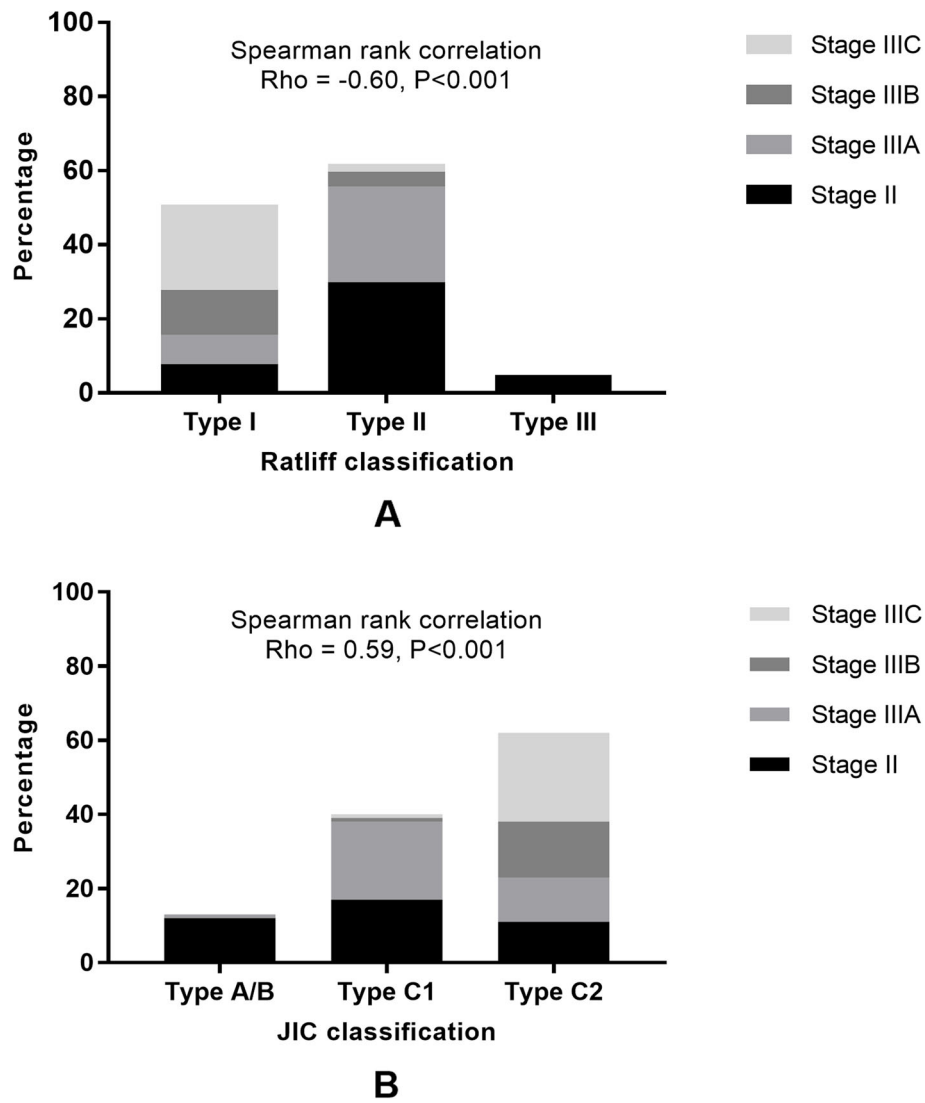 100
80
60
40
20
0
Percentage
Spearman rank correlation
Rho = -0.60, P<0.001
Stage IIIC
Stage IIIB
Stage IIIA
Stage II
Type I
Type II
Type III
Ratliff classification
A
100
80
60
40
20
0
Percentage
Spearman rank correlation
Rho = 0.59, P<0.001
Stage IIIC
Stage IIIB
Stage IIIA
Stage II
Type A/B
Type C1
Type C2
JIC classification
B